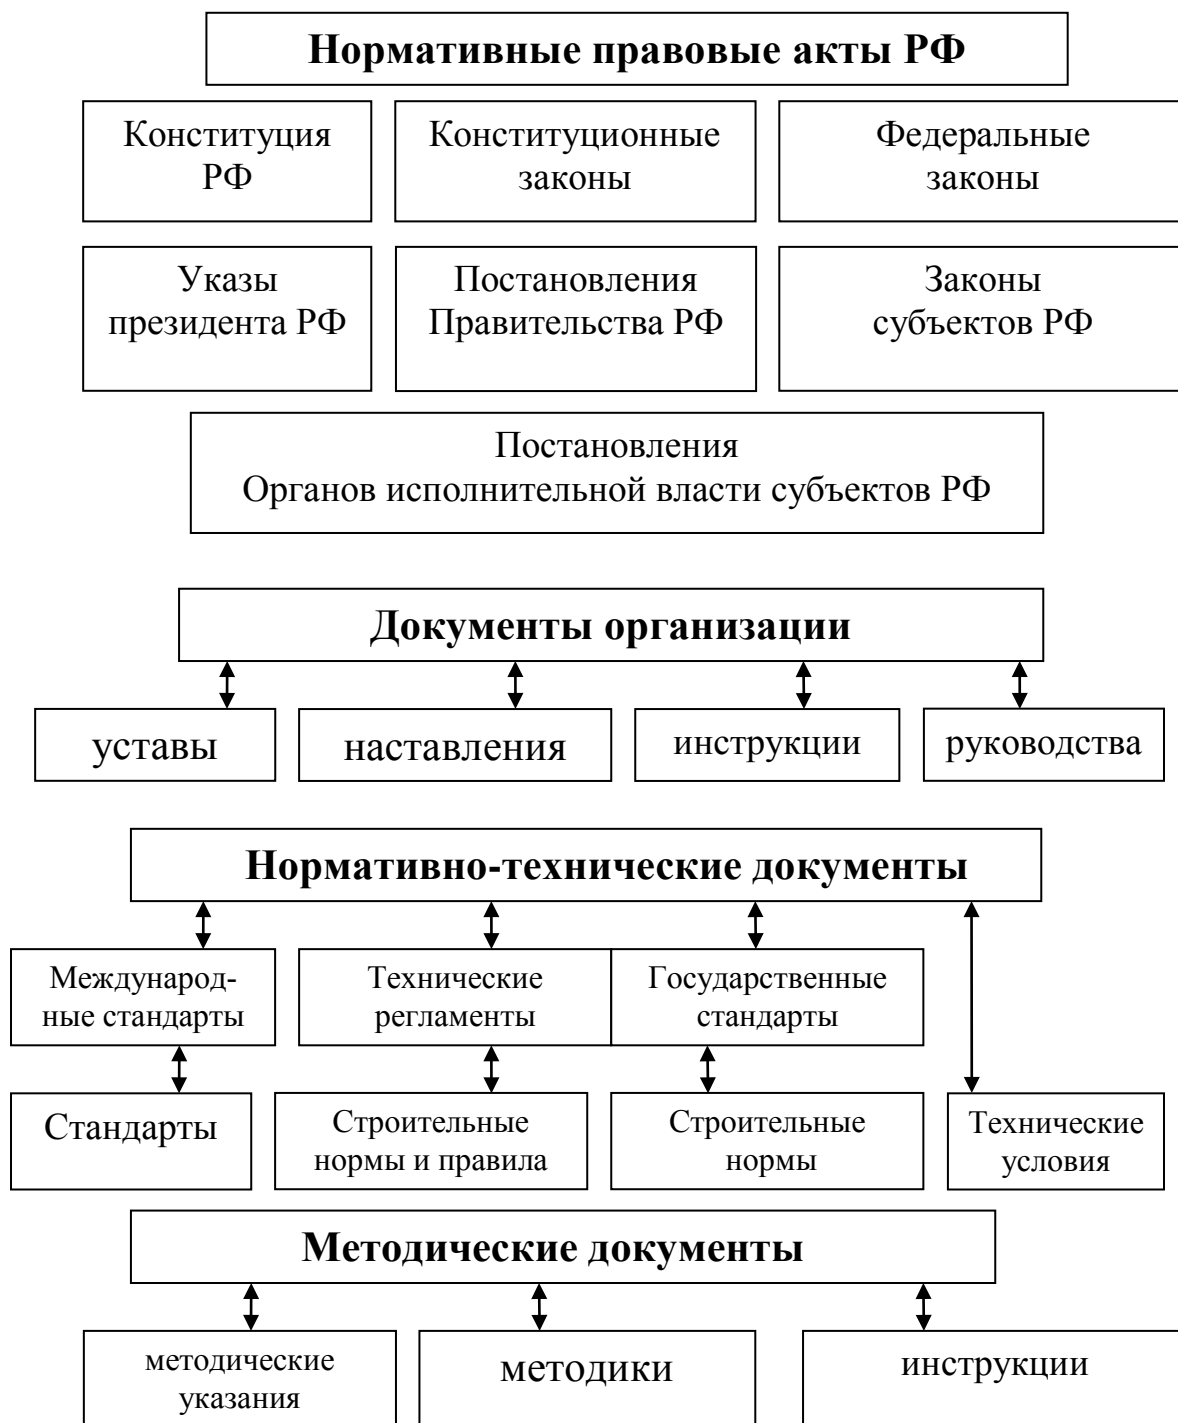 Нормативные правовые акты РФ
Конституция
РФ
Конституционные
законы
Федеральные
законы
Указы
президента РФ
Постановления
Правительства РФ
Законы
субъектов РФ
Постановления
Органов исполнительной власти субъектов РФ
Документы организации
уставы
наставления
инструкции
руководства
Нормативно-технические документы
Международ-
ные стандарты
Технические
регламенты
Государственные
стандарты
Стандарты
Строительные
нормы и правила
Строительные
нормы
Технические
условия
Методические документы
методические
указания
методики
инструкции